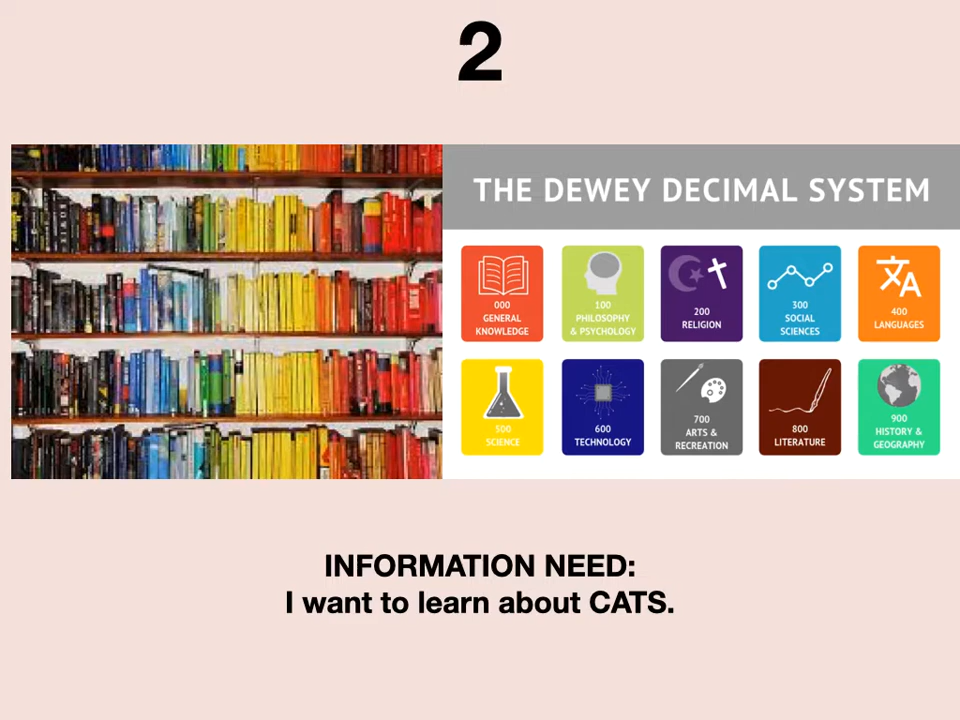 2
THE DEWEY DECIMAL SYSTEM
000
GENERAL
KNOWLEDGE
100
PHILOSOPHY
& PSYCHOLOGY
200
RELIGION
300
SOCIAL
SCIENCES
400
LANGUAGES
500
SCIENCE
600
TECHNOLOGY
700
ARTS &
RECREATION
800
LITERATURE
900
HISTORY &
GEOGRAPHY
INFORMATION NEED:
I want to learn about CATS.